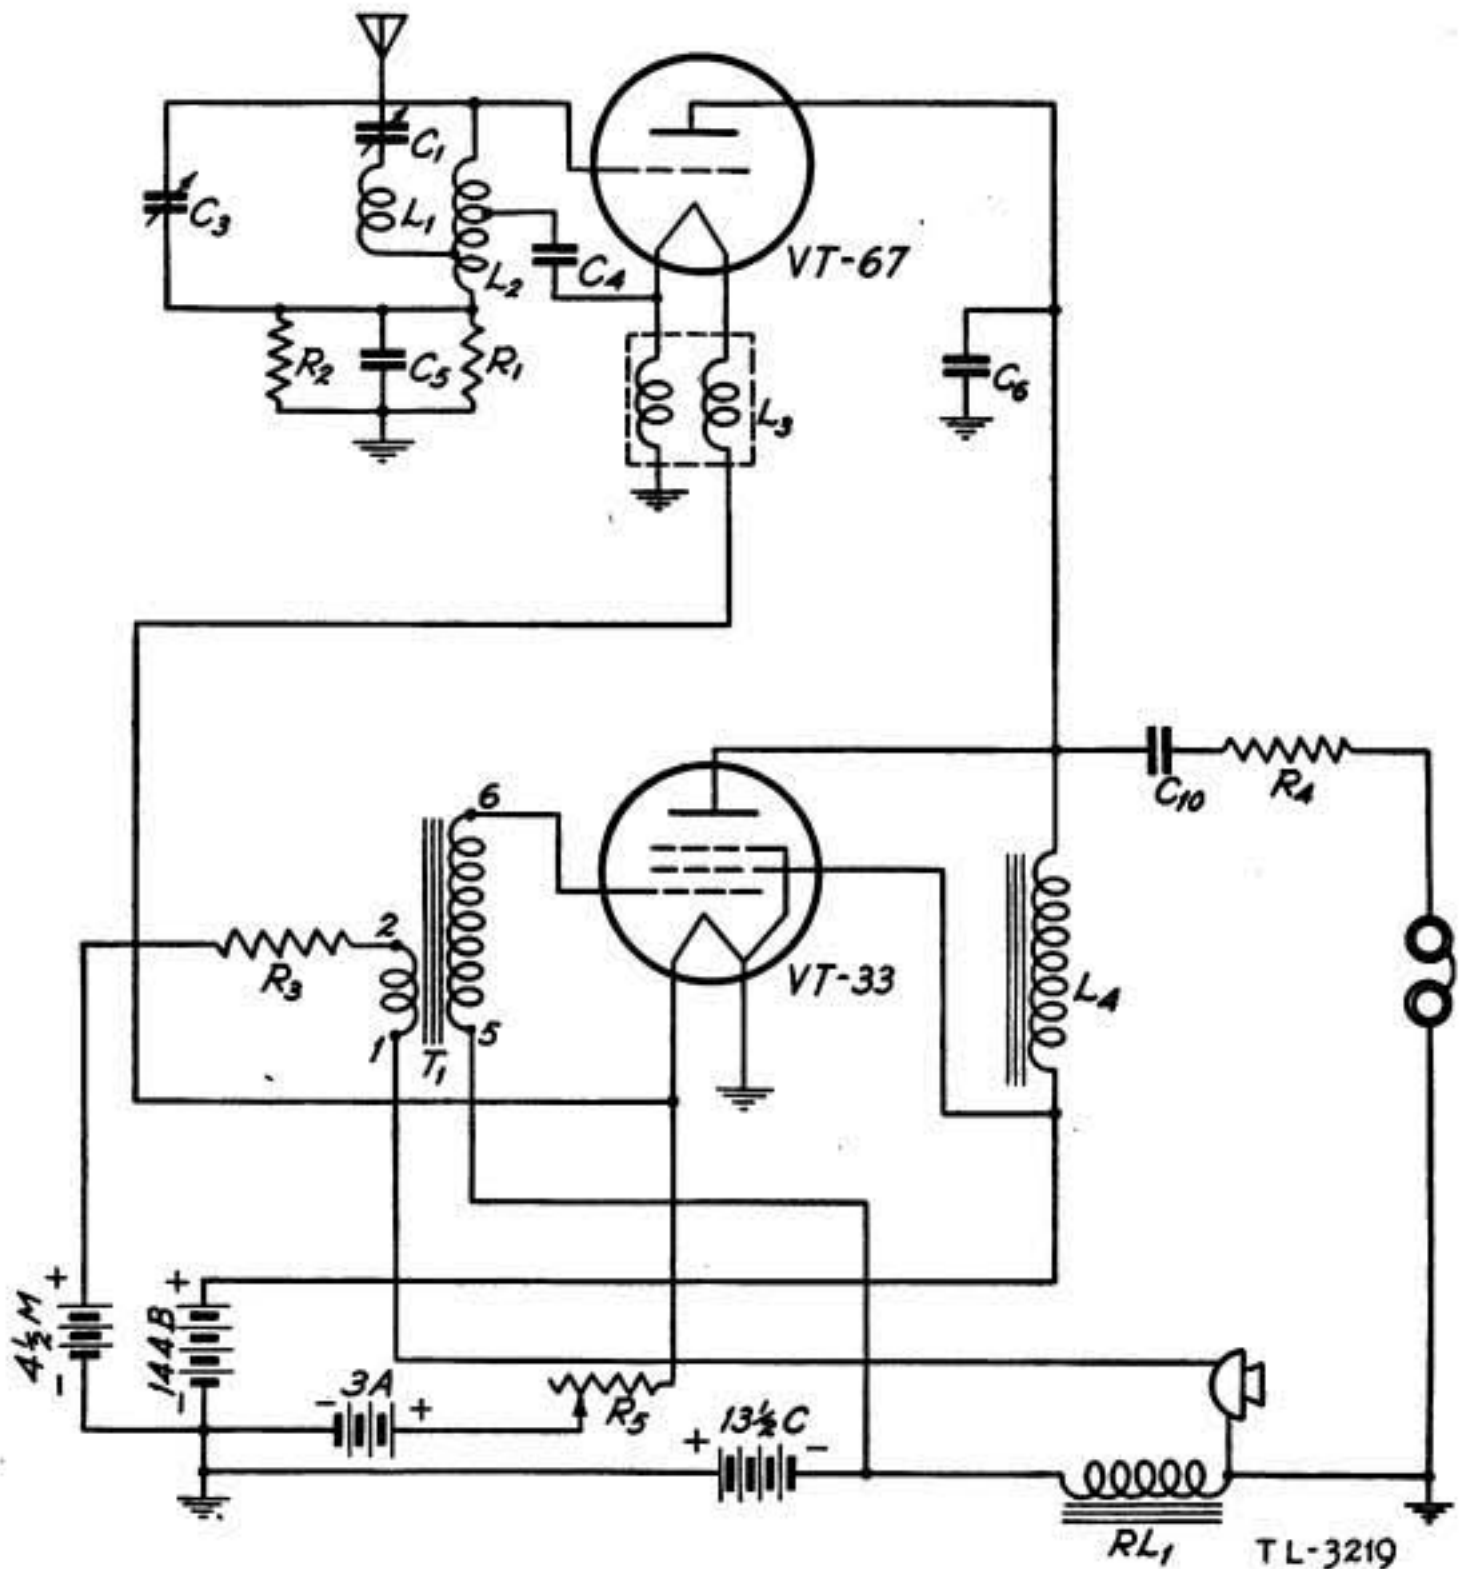 C1
C3
L1
L2
C4
VT-67
R2
C5
R1
L3
C6
C10
R4
6
2
R3
VT-33
L4
1
T1
5
+
+
4½M
144B
-
-
- 3A +
R5
13½C
+ -
RL1
TL-3219